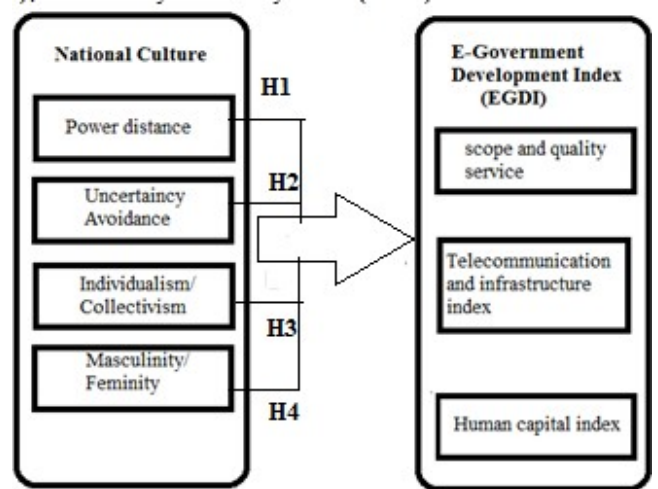 National Culture
Power distance
Uncertaincy
Avoidance
Individualism/
Collectivism
Masculinity/
Feminity
H1
H2
H3
H4
E-Government
Development Index
(EGDI)
scope and quality
service
Telecommunication
and infrastructure
index
Human capital index